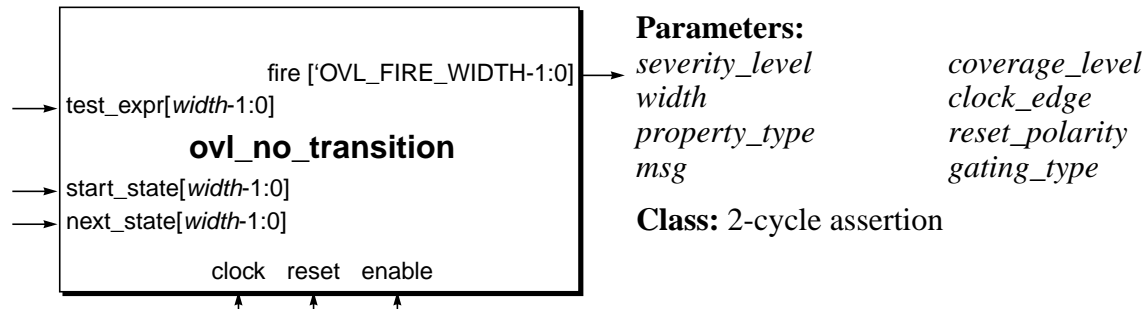 fire [‘OVL_FIRE_WIDTH-1:0]
test_expr[width-1:0]
ovl_no_transition
start_state[width-1:0]
next_state[width-1:0]
clock reset enable
Parameters:
severity_level coverage_level
width clock_edge
property_type reset_polarity
msg gating_type
Class: 2-cycle assertion